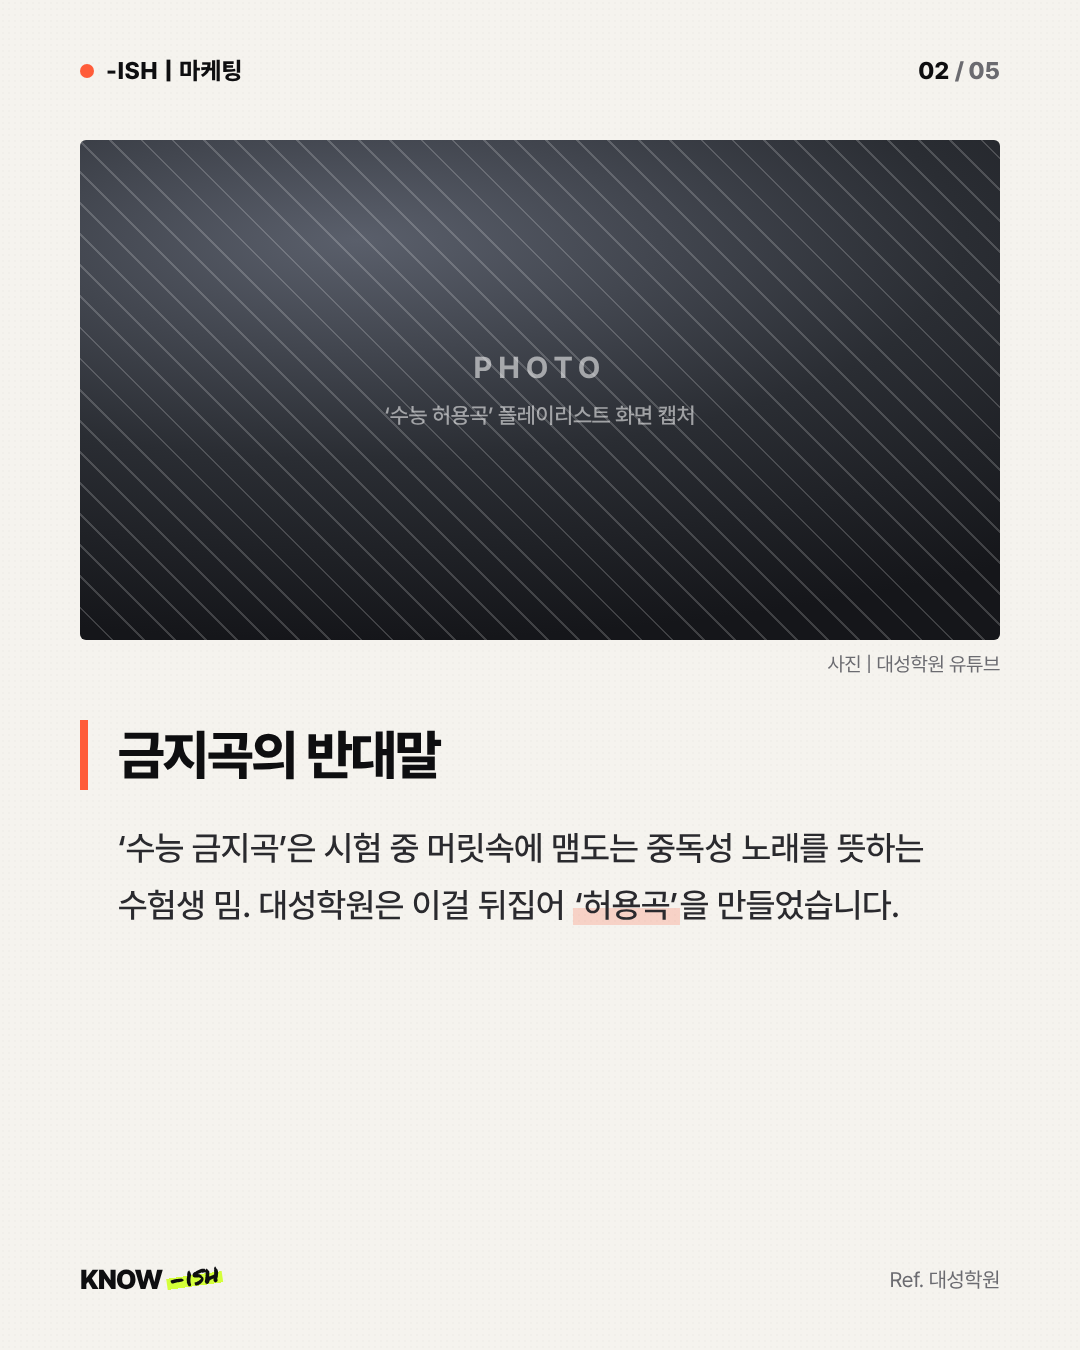 -ISH | 마케팅
02 / 05
PHOTO
‘수능 허용곡’ 플레이리스트 화면 캡처
사진 | 대성학원 유튜브
금지곡의 반대말
‘수능 금지곡’은 시험 중 머릿속에 맴도는 중독성 노래를 뜻하는
수험생 밈. 대성학원은 이걸 뒤집어 ‘허용곡’을 만들었습니다.
KNOW -ISH
Ref. 대성학원